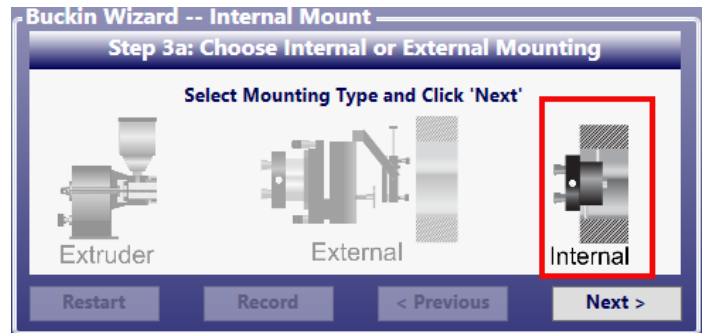 Buckin Wizard -- Internal Mount
Step 3a: Choose Internal or External Mounting
Select Mounting Type and Click 'Next'
Extruder
External
Internal
Restart
Record
< Previous
Next >